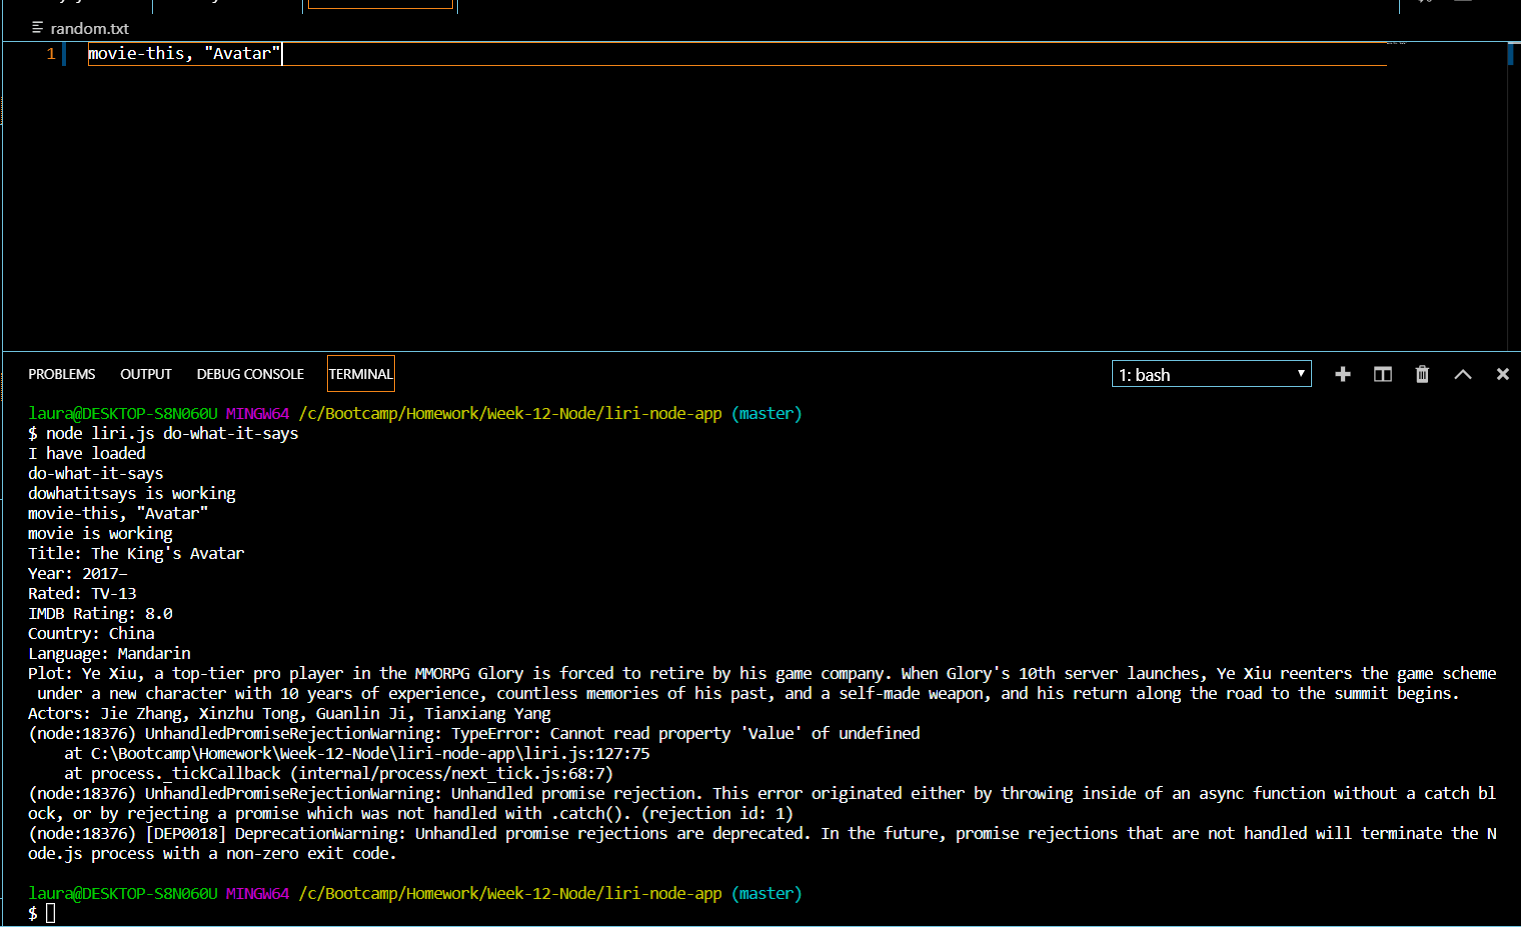 random.txt
1 movie-this, "Avatar"
PROBLEMS OUTPUT DEBUG CONSOLE TERMINAL 1: bash
laura@DESKTOP-S8N060U MINGW64 /c/Bootcamp/Homework/Week-12-Node/liri-node-app (master)
$ node liri.js do-what-it-says
I have loaded
do-what-it-says
dowhatitsays is working
movie-this, "Avatar"
movie is working
Title: The King's Avatar
Year: 2017–
Rated: TV-13
IMDB Rating: 8.0
Country: China
Language: Mandarin
Plot: Ye Xiu, a top-tier pro player in the MMORPG Glory is forced to retire by his game company. When Glory's 10th server launches, Ye Xiu reenters the game scheme
under a new character with 10 years of experience, countless memories of his past, and a self-made weapon, and his return along the road to the summit begins.
Actors: Jie Zhang, Xinzhu Tong, Guanlin Ji, Tianxiang Yang
(node:18376) UnhandledPromiseRejectionWarning: TypeError: Cannot read property 'Value' of undefined
at C:\Bootcamp\Homework\Week-12-Node\liri-node-app\liri.js:127:75
at process._tickCallback (internal/process/next_tick.js:68:7)
(node:18376) UnhandledPromiseRejectionWarning: Unhandled promise rejection. This error originated either by throwing inside of an async function without a catch bl
ock, or by rejecting a promise which was not handled with .catch(). (rejection id: 1)
(node:18376) [DEP0018] DeprecationWarning: Unhandled promise rejections are deprecated. In the future, promise rejections that are not handled will terminate the N
ode.js process with a non-zero exit code.
laura@DESKTOP-S8N060U MINGW64 /c/Bootcamp/Homework/Week-12-Node/liri-node-app (master)
$